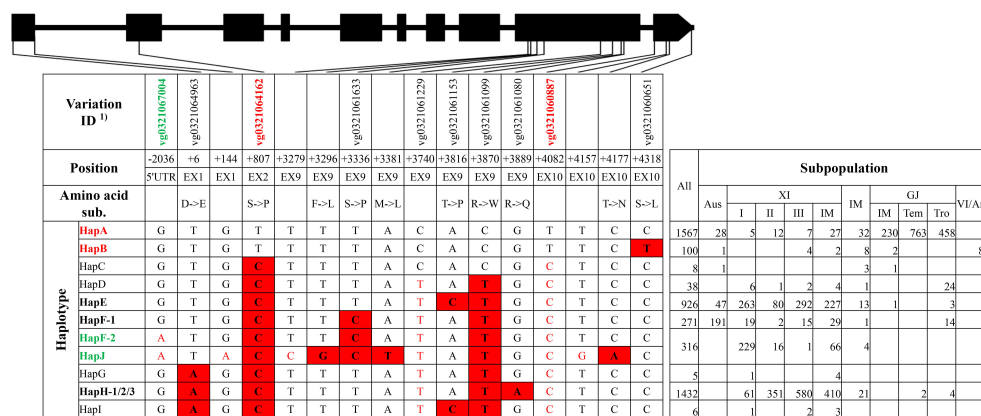 Variation ID 1) vg0321067004 vg0321064963 vg0321064162 vg0321061633 vg0321061229 vg0321061153 vg0321061099 vg0321061080 vg0321060887 vg0321060651
Position -2036 +6 +144 +807 +3279 +3296 +3336 +3381 +3740 +3816 +3870 +3889 +4082 +4157 +4177 +4318
5'UTR EX1 EX1 EX2 EX9 EX9 EX9 EX9 EX9 EX9 EX9 EX9 EX10 EX10 EX10 EX10
Amino acid sub. D->E S->P F->L S->P M->L T->P R->W R->Q T->N S->L
All Subpopulation
Aus XI IM GJ VI/Ar
I II III IM IM Tem Tro
Haplotype
HapA G T G T T T T A C A C G T T C C 1567 28 5 12 7 27 32 230 763 458
HapB G T G T T T T A C A C G T T C T 100 1 4 2 8 2
HapC G T G C T T T A C A C G C T C C 8 1 3 1
HapD G T G C T T T A T A T G C T C C 38 6 1 2 4 1 24
HapE G T G C T T T A T C T G C T C C 926 47 263 80 292 227 13 1 3
HapF-1 G T G C T T C A T A T G C T C C 271 191 19 2 15 29 1 14
HapF-2 A T G C T T C A T A T G C T C C 316 229 16 1 66 4
HapJ A T A C C G C T T A T G C G A C
HapG G A G C T T T A T A T G C T C C 5 1 4
HapH-1/2/3 G A G C T T T A T A T A C T C C 1432 61 351 580 410 21 2 4
HapI G A G C T T T A T C T G C T C C 6 1 2 3